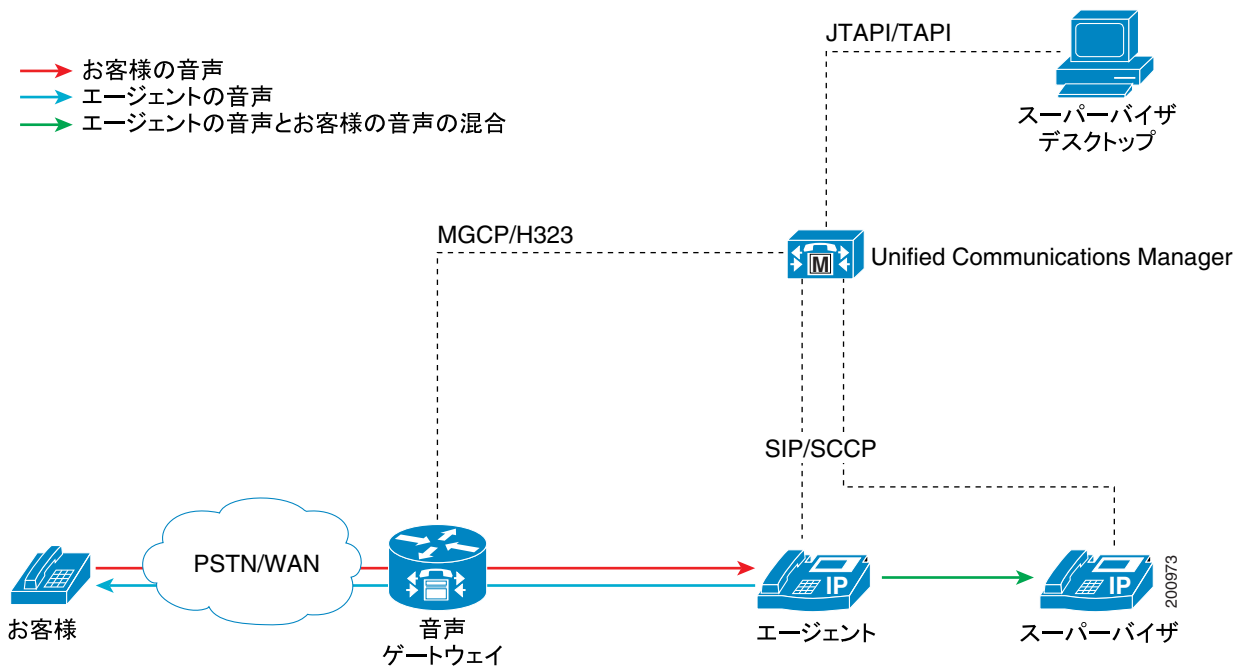 JTAPI/TAPI
お客様の音声
エージェントの音声
エージェントの音声とお客様の音声の混合
スーパーバイザ
デスクトップ
MGCP/H323
M
Unified Communications Manager
SIP/SCCP
PSTN/WAN
IP
IP
200973
お客様
音声
ゲートウェイ
エージェント
スーパーバイザ